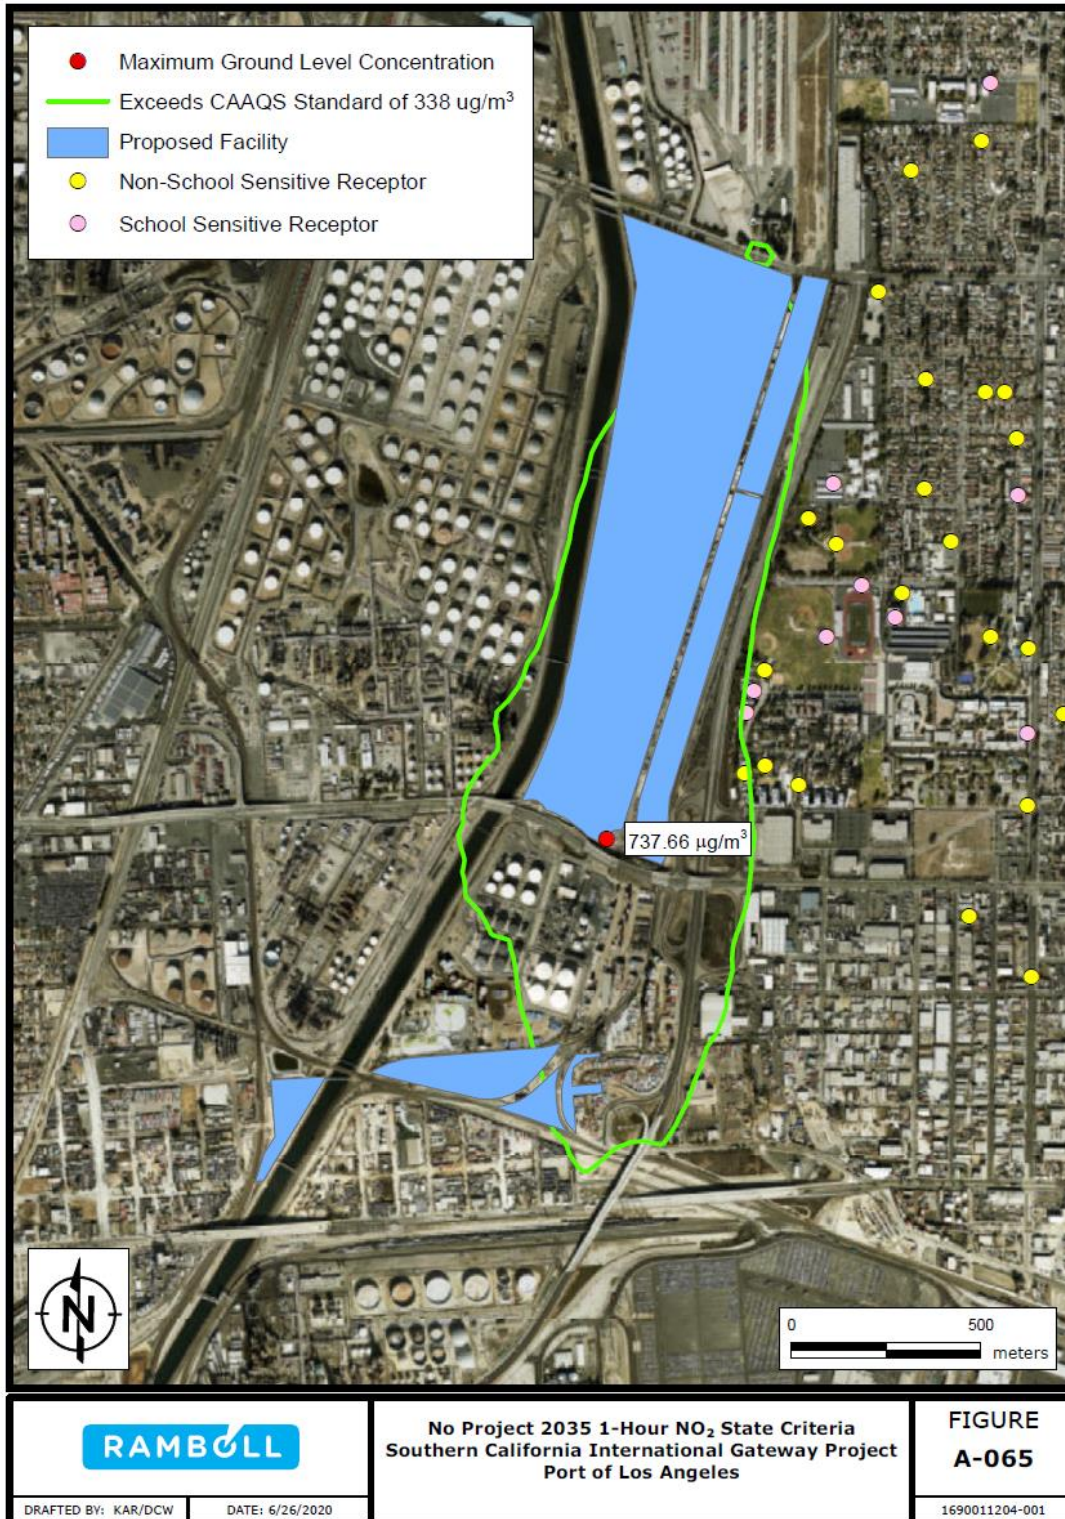 Maximum Ground Level Concentration
Exceeds CAAQS Standard of 338 ug/m³
Proposed Facility
Non-School Sensitive Receptor
School Sensitive Receptor
737.66 µg/m³
N
0 500
meters
RAMBOLL
DRAFTED BY: KAR/DCW
DATE: 6/26/2020
No Project 2035 1-Hour NO₂ State Criteria
Southern California International Gateway Project
Port of Los Angeles
FIGURE
A-065
1690011204-001